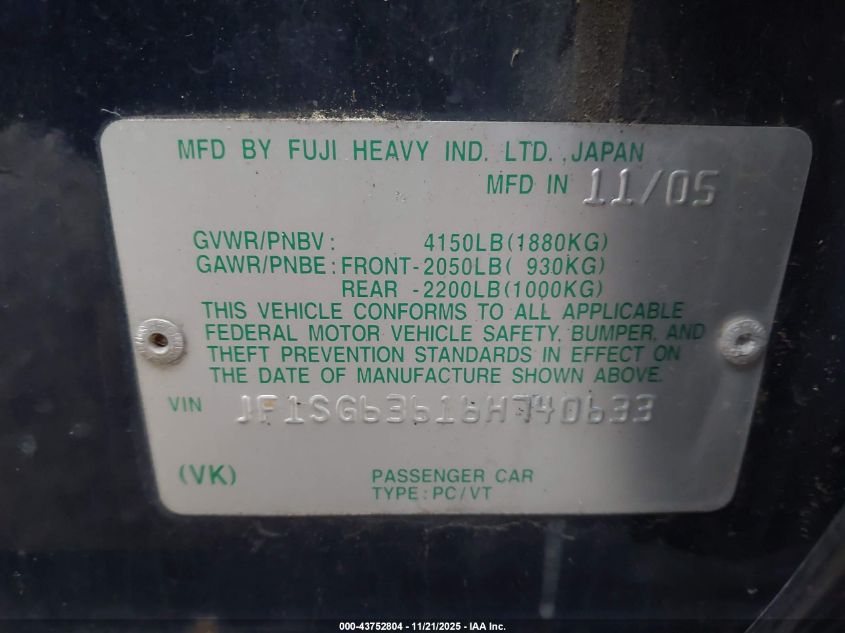 MFD BY FUJI HEAVY IND. LTD. JAPAN
MFD IN 11/05
GVWR/PNBV: 4150LB(1880KG)
GAWR/PNBE: FRONT-2050LB( 930KG)
REAR -2200LB(1000KG)
THIS VEHICLE CONFORMS TO ALL APPLICABLE
FEDERAL MOTOR VEHICLE SAFETY, BUMPER, AND
THEFT PREVENTION STANDARDS IN EFFECT ON
THE DATE OF MANUFACTURE SHOWN ABOVE.
VIN JF1SG63616H740633
(VK) PASSENGER CAR
TYPE: PC/VT
000-43752804 - 11/21/2025 - IAA Inc.